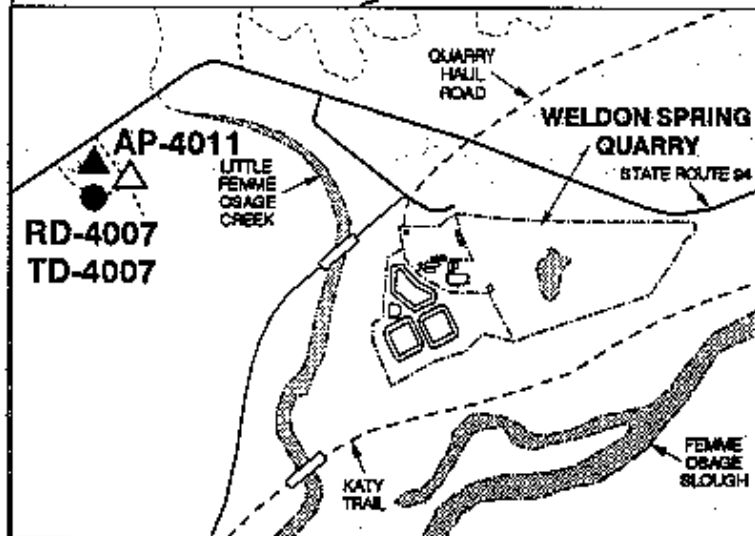 QUARRY
HAUL
ROAD
WELDON SPRING
QUARRY
STATE ROUTE 94
AP-4011
LITTLE
FEMME
OSAGE
CREEK
RD-4007
TD-4007
KATY
TRAIL
FEMME
OSAGE
SLOUGH